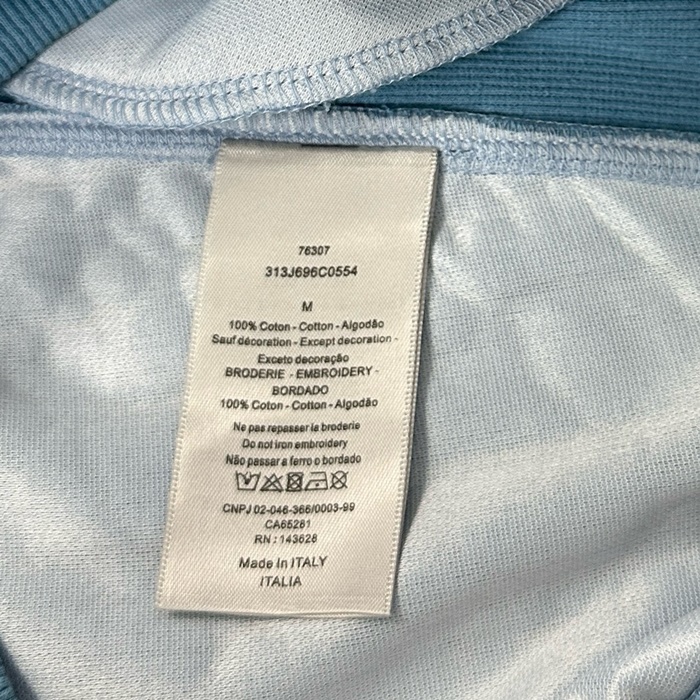 76307
313J696C0554
M
100% Coton - Cotton - Algodão
Sauf décoration - Except decoration -
Exceto decoração
BRODERIE - EMBROIDERY -
BORDADO
100% Coton - Cotton - Algodão
Ne pas repasser la broderie
Do not iron embroidery
Não passar a ferro o bordado
CNPJ 02-046-366/0003-99
CA65281
RN : 143628
Made in ITALY
ITALIA